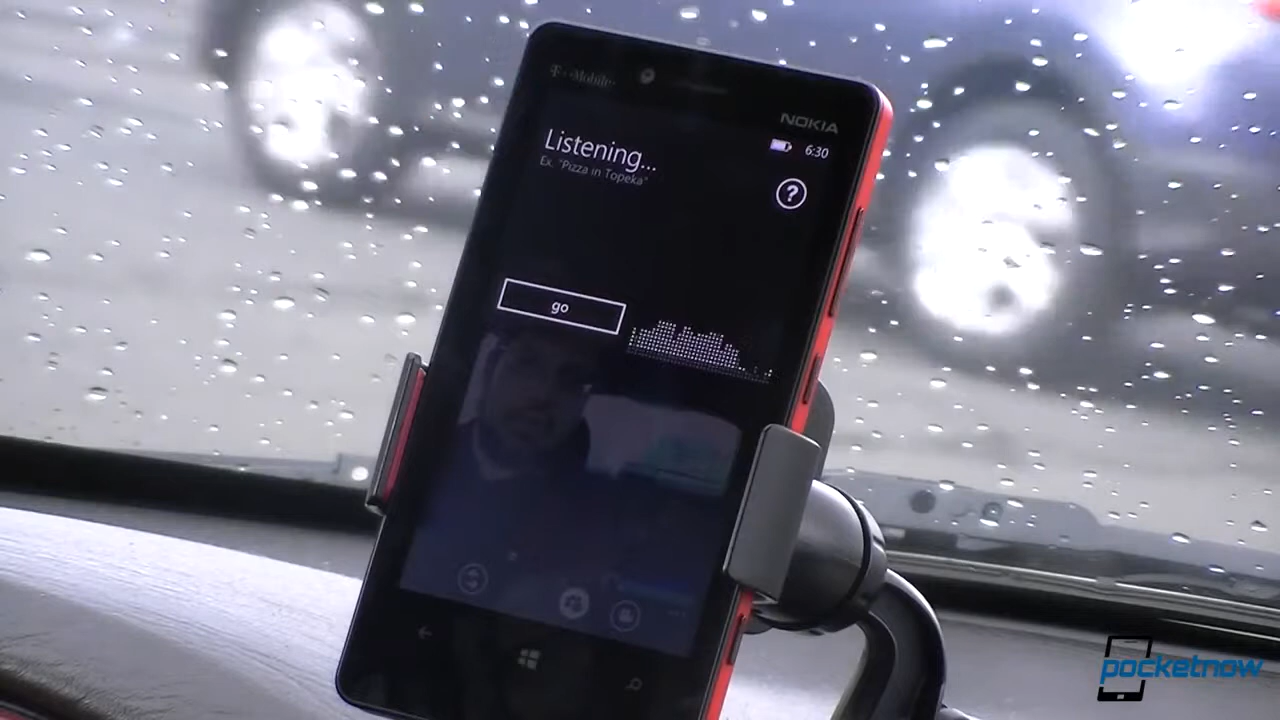 T-Mobile
NOKIA
6:30
Listening...
Ex. "Pizza in Topeka"
?
go
pocketnow